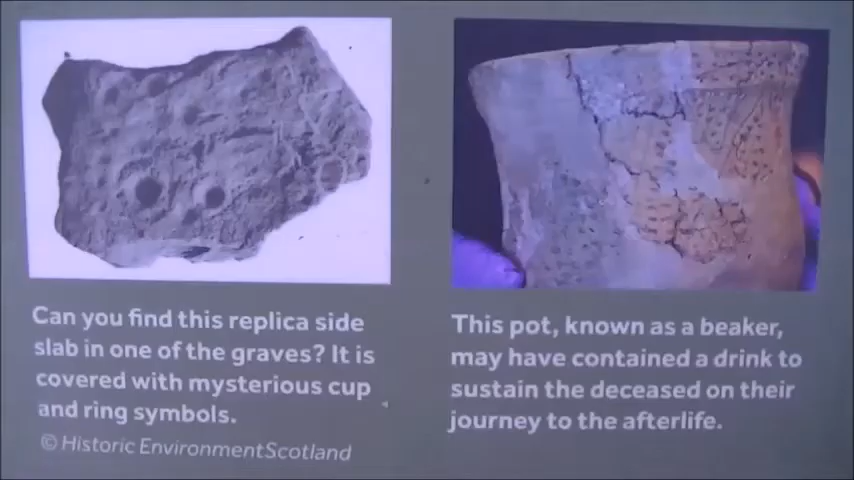 Can you find this replica side
slab in one of the graves? It is
covered with mysterious cup
and ring symbols.
© Historic EnvironmentScotland
This pot, known as a beaker,
may have contained a drink to
sustain the deceased on their
journey to the afterlife.